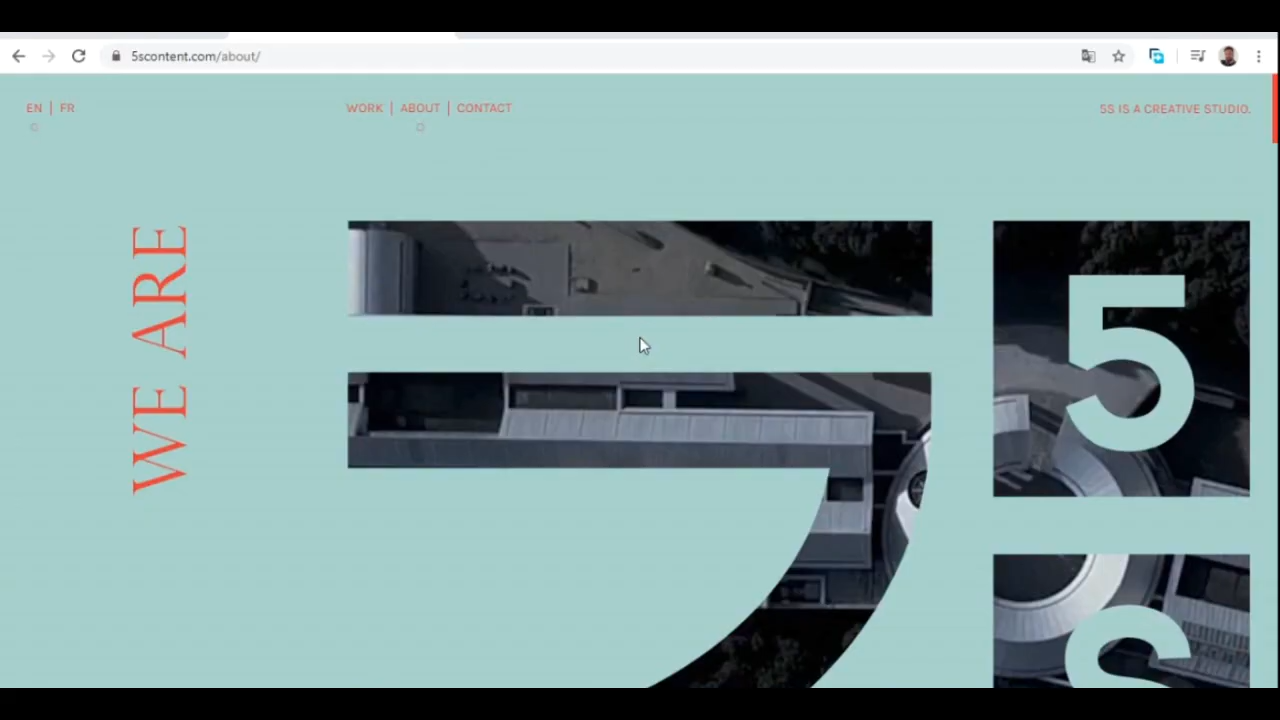 5scontent.com/about/
EN | FR
WORK | ABOUT | CONTACT
5S IS A CREATIVE STUDIO.
WE ARE
5
S